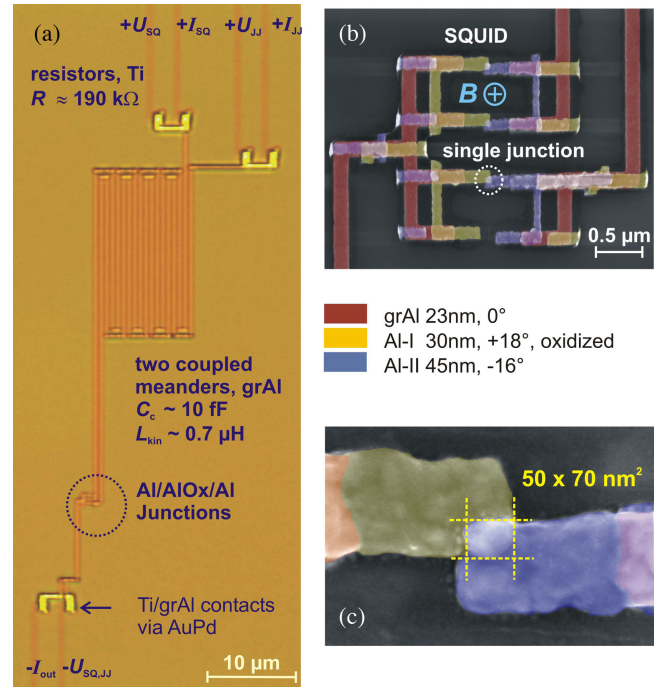 (a)
+U_SQ +I_SQ +U_JJ +I_JJ
resistors, Ti
R ≈ 190 kΩ
two coupled
meanders, grAl
C_c ~ 10 fF
L_kin ~ 0.7 µH
Al/AlOx/Al
Junctions
Ti/grAl contacts
via AuPd
-I_out -U_SQ,JJ
10 µm
(b)
SQUID
B
single junction
0.5 µm
grAl 23nm, 0°
Al-I 30nm, +18°, oxidized
Al-II 45nm, -16°
50 x 70 nm²
(c)